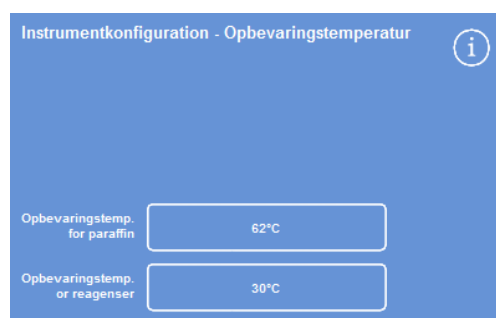 Instrumentkonfiguration - Opbevaringstemperatur
i
Opbevaringstemp.
for paraffin
62°C
Opbevaringstemp.
or reagenser
30°C